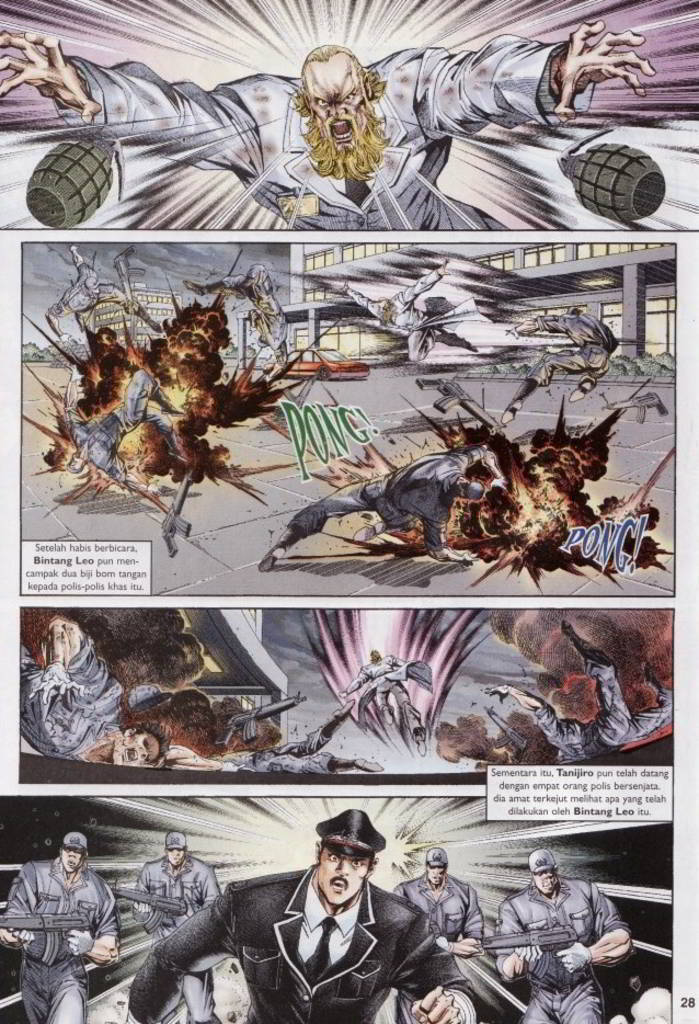 PONG!
PONG!
Setelah habis berbicara,
Bintang Leo pun men-
campak dua biji bom tangan
kepada polis-polis khas itu.
Sementara itu, Tanijiro pun telah datang
dengan empat orang polis bersenjata.
dia amat terkejut melihat apa yang telah
dilakukan oleh Bintang Leo itu.
28